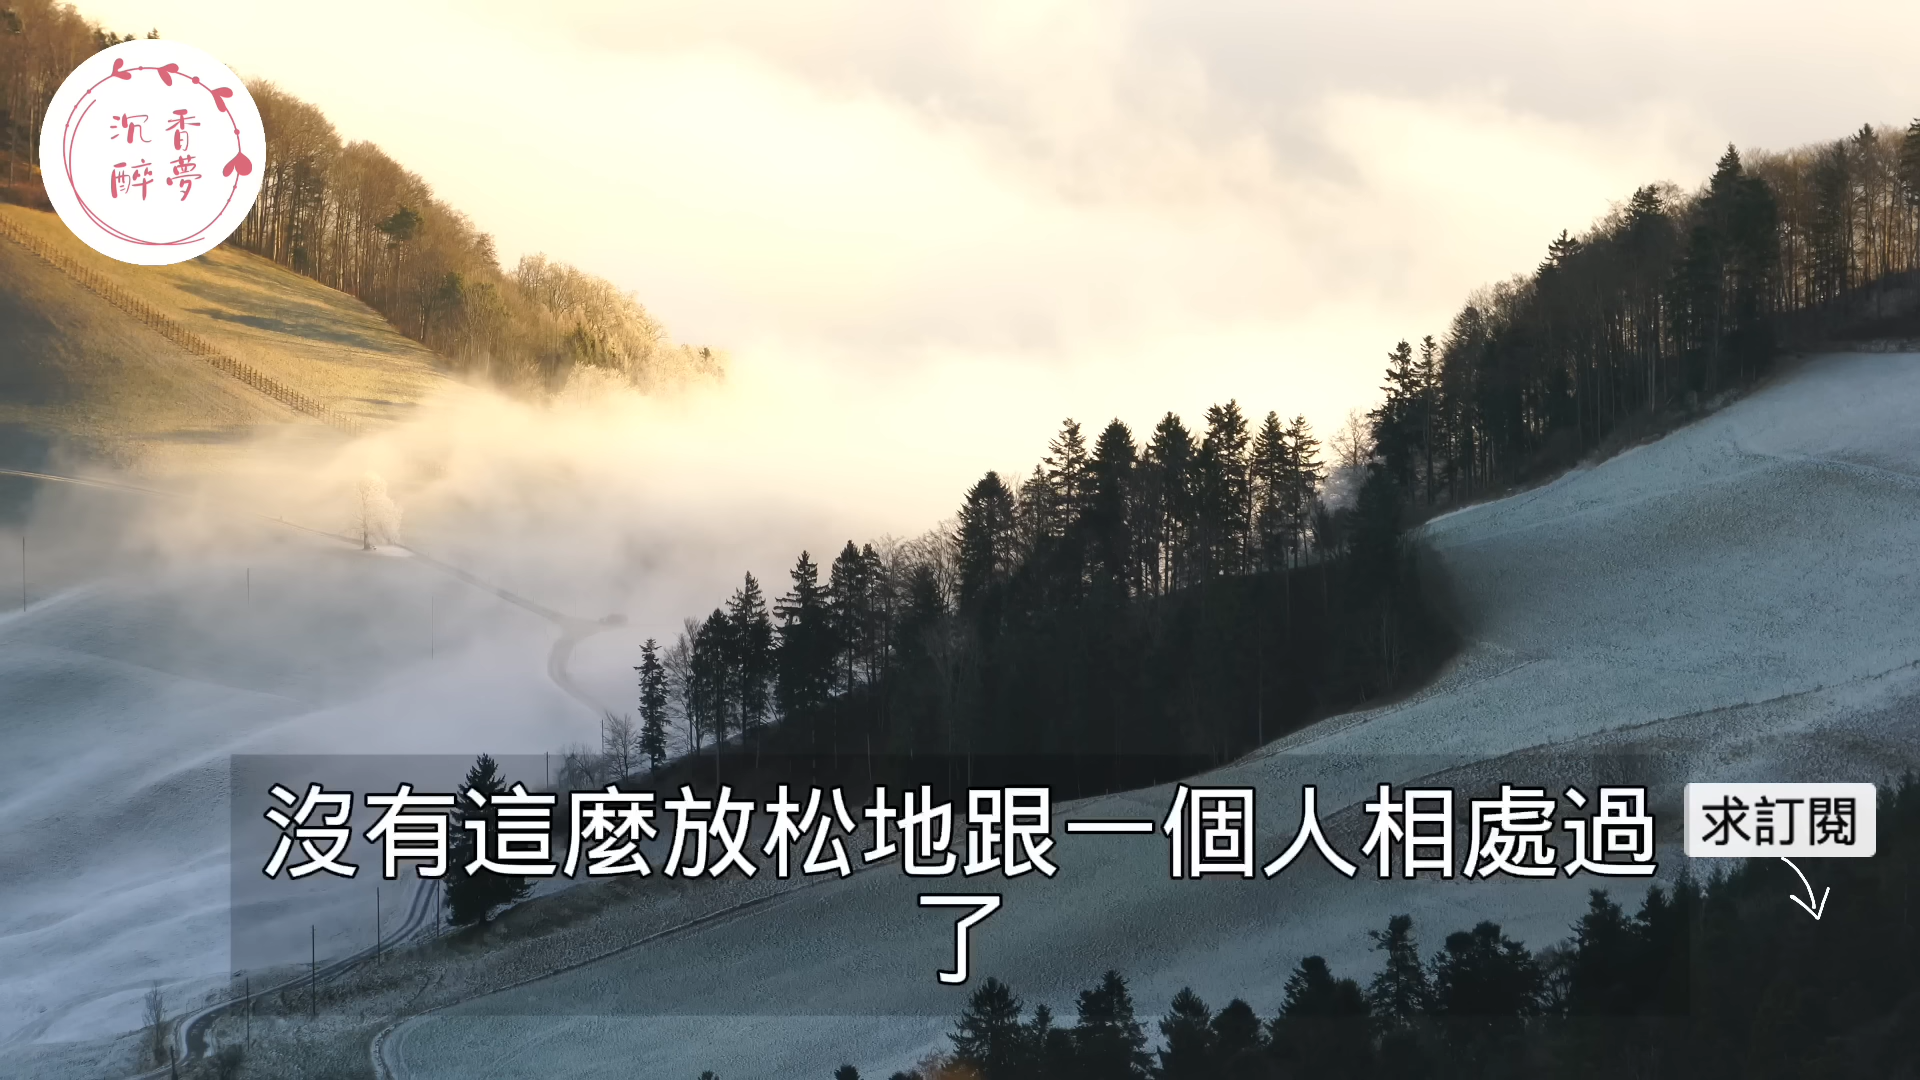 沉香
醉夢
沒有這麼放松地跟一個人相處過
了
求訂閱